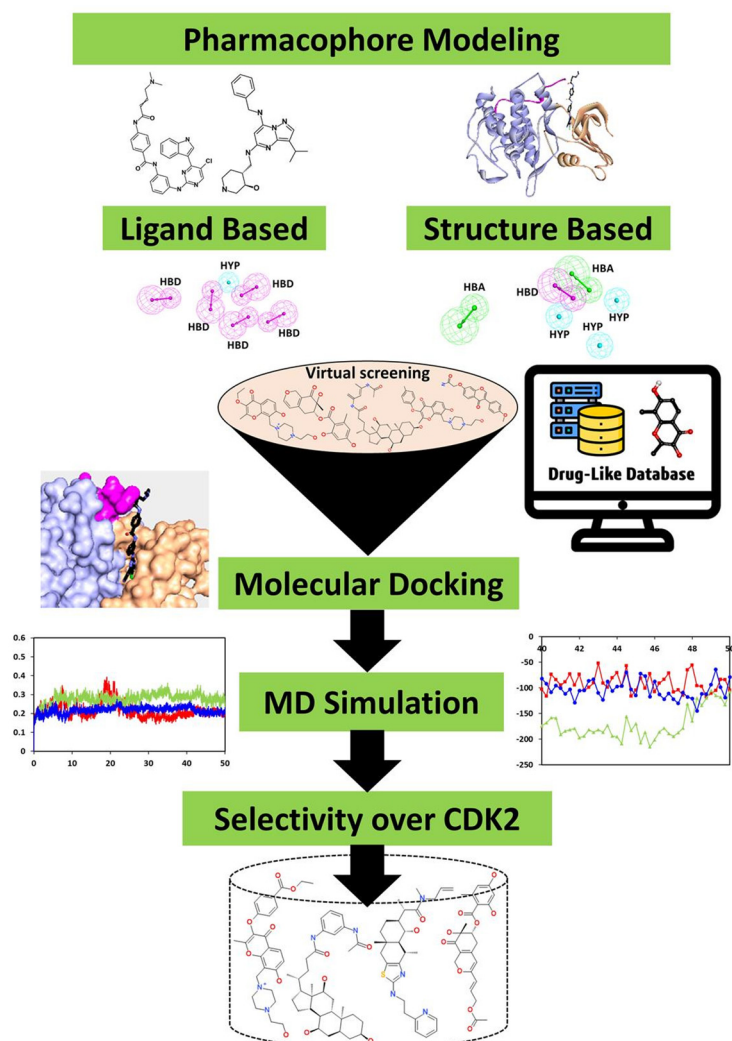 Pharmacophore Modeling
Ligand Based
Structure Based
HYP
HBD
HBD
HBD
HBD
HBD
HBA
HBA
HBD
HYP
HYP
HYP
Virtual screening
Drug-Like Database
Molecular Docking
0.6
0.5
0.4
0.3
0.2
0.1
0
0 10 20 30 40 50
MD Simulation
0
40 42 44 46 48 50
-50
-100
-150
-200
-250
Selectivity over CDK2